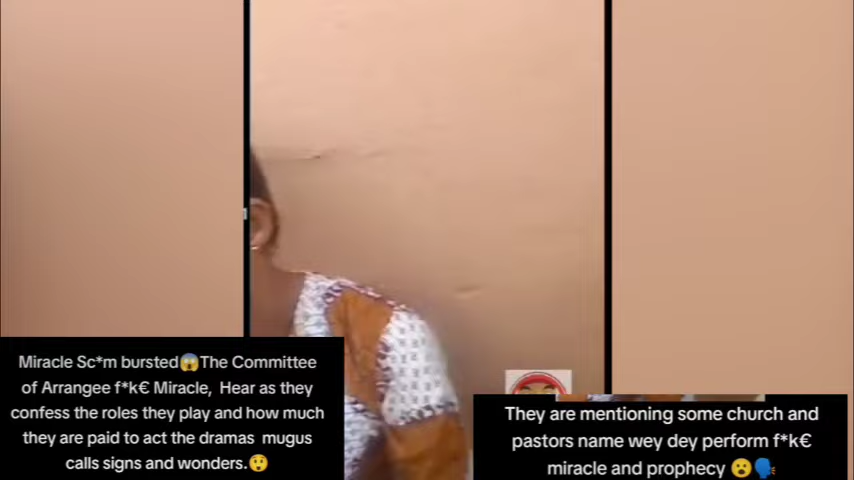 Miracle Sc*m bursted😱The Committee
of Arrangee f*k€ Miracle, Hear as they
confess the roles they play and how much
they are paid to act the dramas mugus
calls signs and wonders.😲
They are mentioning some church and
pastors name wey dey perform f*k€
miracle and prophecy 😮🗣️